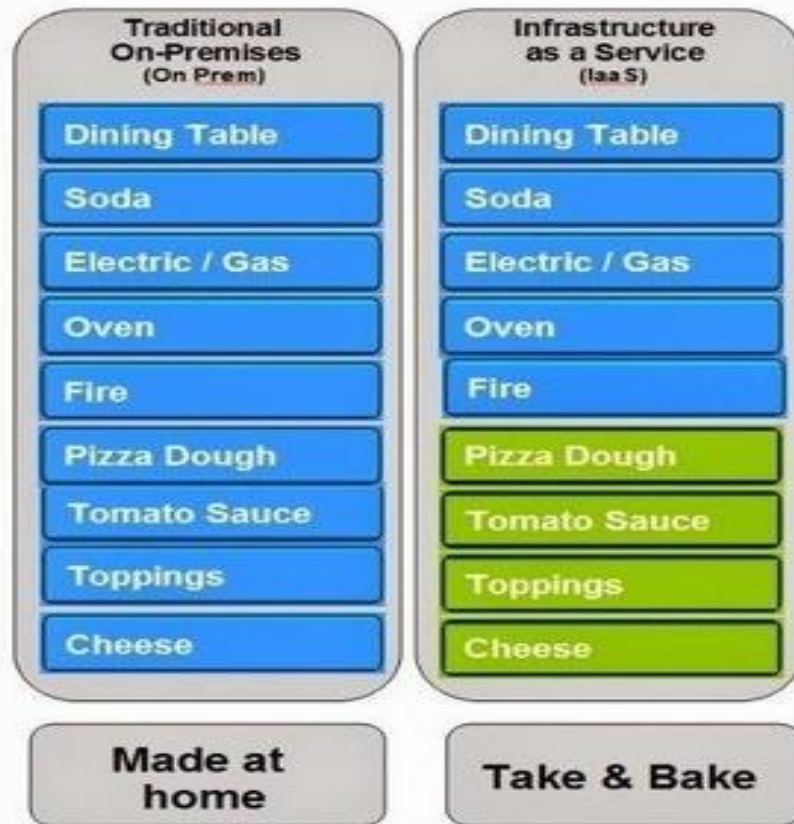 Traditional
On-Premises
(On Prem)
Dining Table
Soda
Electric / Gas
Oven
Fire
Pizza Dough
Tomato Sauce
Toppings
Cheese
Made at
home
Infrastructure
as a Service
(IaaS)
Dining Table
Soda
Electric / Gas
Oven
Fire
Pizza Dough
Tomato Sauce
Toppings
Cheese
Take & Bake